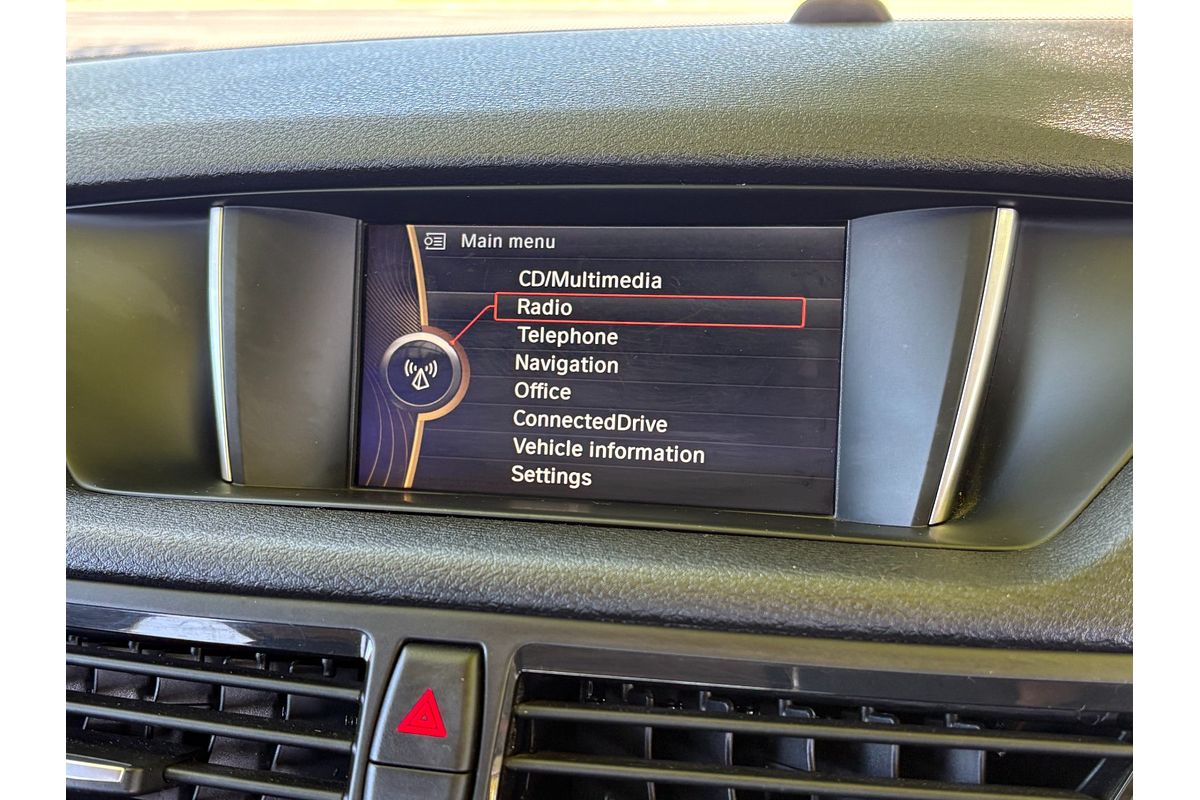 Main menu
CD/Multimedia
Radio
Telephone
Navigation
Office
ConnectedDrive
Vehicle information
Settings